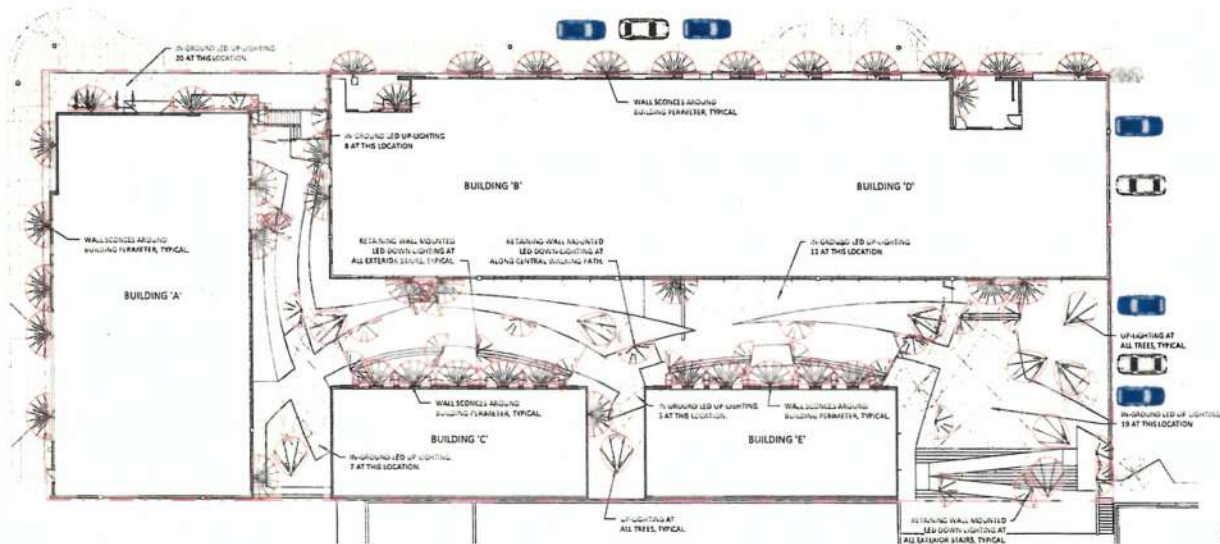 IN-GROUND LED UP-LIGHTING
20 AT THIS LOCATION.
WALL SCONCES AROUND
BUILDING PERIMETER, TYPICAL
IN-GROUND LED UP-LIGHTING
8 AT THIS LOCATION
BUILDING 'B'
BUILDING 'D'
WALL SCONCES AROUND
BUILDING PERIMETER, TYPICAL.
RETAINING WALL MOUNTED
LED DOWN-LIGHTING AT
ALL EXTERIOR STAIRS, TYPICAL
RETAINING WALL MOUNTED
LED DOWN-LIGHTING AT
ALONG CENTRAL WALKING PATH.
IN-GROUND LED UP-LIGHTING
11 AT THIS LOCATION.
BUILDING 'A'
UP-LIGHTING AT
ALL TREES, TYPICAL.
WALL SCONCES AROUND
BUILDING PERIMETER, TYPICAL.
IN GROUND LED UP-LIGHTING
5 AT THIS LOCATION.
WALL SCONCES AROUND
BUILDING PERIMETER, TYPICAL.
IN-GROUND LED UP LIGHTING
19 AT THIS LOCATION
BUILDING 'C'
BUILDING 'E'
IN-GROUND LED UP-LIGHTING.
7 AT THIS LOCATION.
UP-LIGHTING AT
ALL TREES, TYPICAL
RETAINING WALL MOUNTED
LED DOWN LIGHTING AT
ALL EXTERIOR STAIRS, TYPICAL